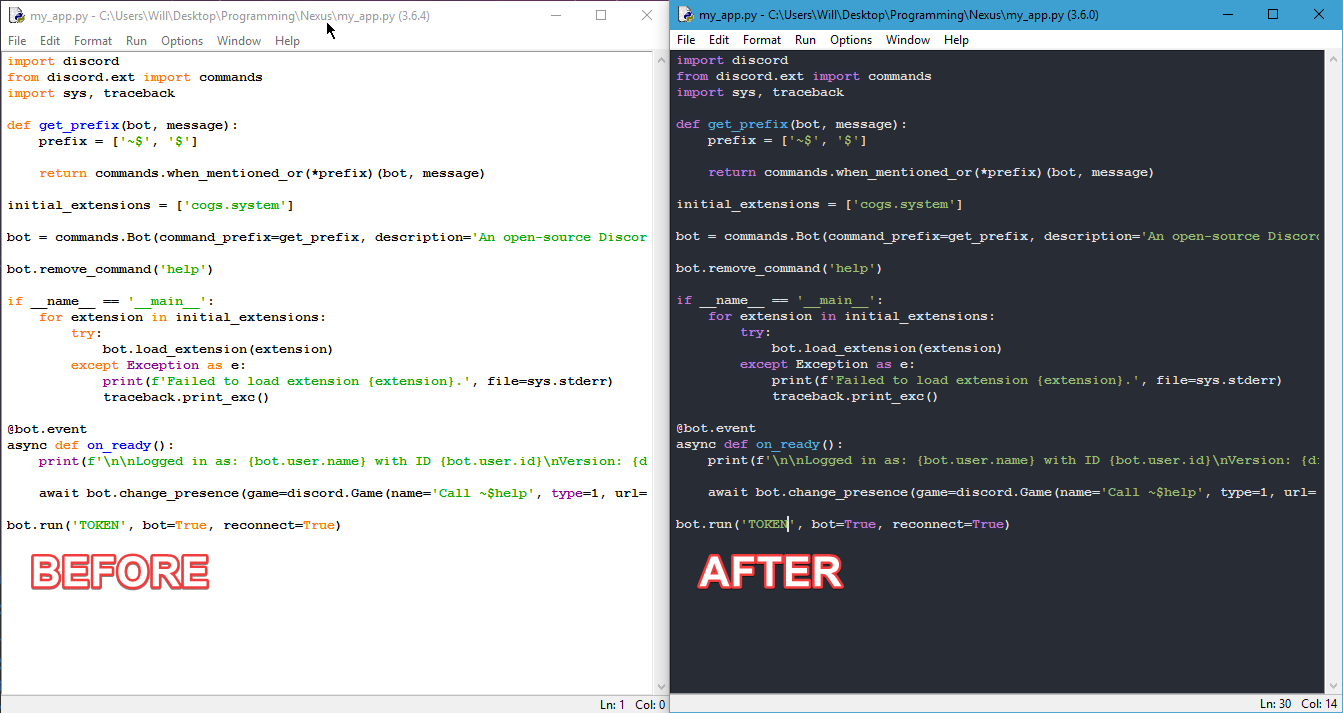 my_app.py - C:\Users\Will\Desktop\Programming\Nexus\my_app.py (3.6.4)
File Edit Format Run Options Window Help
import discord
from discord.ext import commands
import sys, traceback
def get_prefix(bot, message):
    prefix = ['~$', '$']
    return commands.when_mentioned_or(*prefix)(bot, message)
initial_extensions = ['cogs.system']
bot = commands.Bot(command_prefix=get_prefix, description='An open-source Discor
bot.remove_command('help')
if __name__ == '__main__':
    for extension in initial_extensions:
        try:
            bot.load_extension(extension)
        except Exception as e:
            print(f'Failed to load extension {extension}.', file=sys.stderr)
            traceback.print_exc()
@bot.event
async def on_ready():
    print(f'\n\nLogged in as: {bot.user.name} with ID {bot.user.id}\nVersion: {d
    await bot.change_presence(game=discord.Game(name='Call ~$help', type=1, url=
bot.run('TOKEN', bot=True, reconnect=True)
BEFORE
Ln: 1 Col: 0
my_app.py - C:\Users\Will\Desktop\Programming\Nexus\my_app.py (3.6.0)
File Edit Format Run Options Window Help
import discord
from discord.ext import commands
import sys, traceback
def get_prefix(bot, message):
    prefix = ['~$', '$']
    return commands.when_mentioned_or(*prefix)(bot, message)
initial_extensions = ['cogs.system']
bot = commands.Bot(command_prefix=get_prefix, description='An open-source Discord
bot.remove_command('help')
if __name__ == '__main__':
    for extension in initial_extensions:
        try:
            bot.load_extension(extension)
        except Exception as e:
            print(f'Failed to load extension {extension}.', file=sys.stderr)
            traceback.print_exc()
@bot.event
async def on_ready():
    print(f'\n\nLogged in as: {bot.user.name} with ID {bot.user.id}\nVersion: {di
    await bot.change_presence(game=discord.Game(name='Call ~$help', type=1, url=
bot.run('TOKEN', bot=True, reconnect=True)
AFTER
Ln: 30 Col: 14